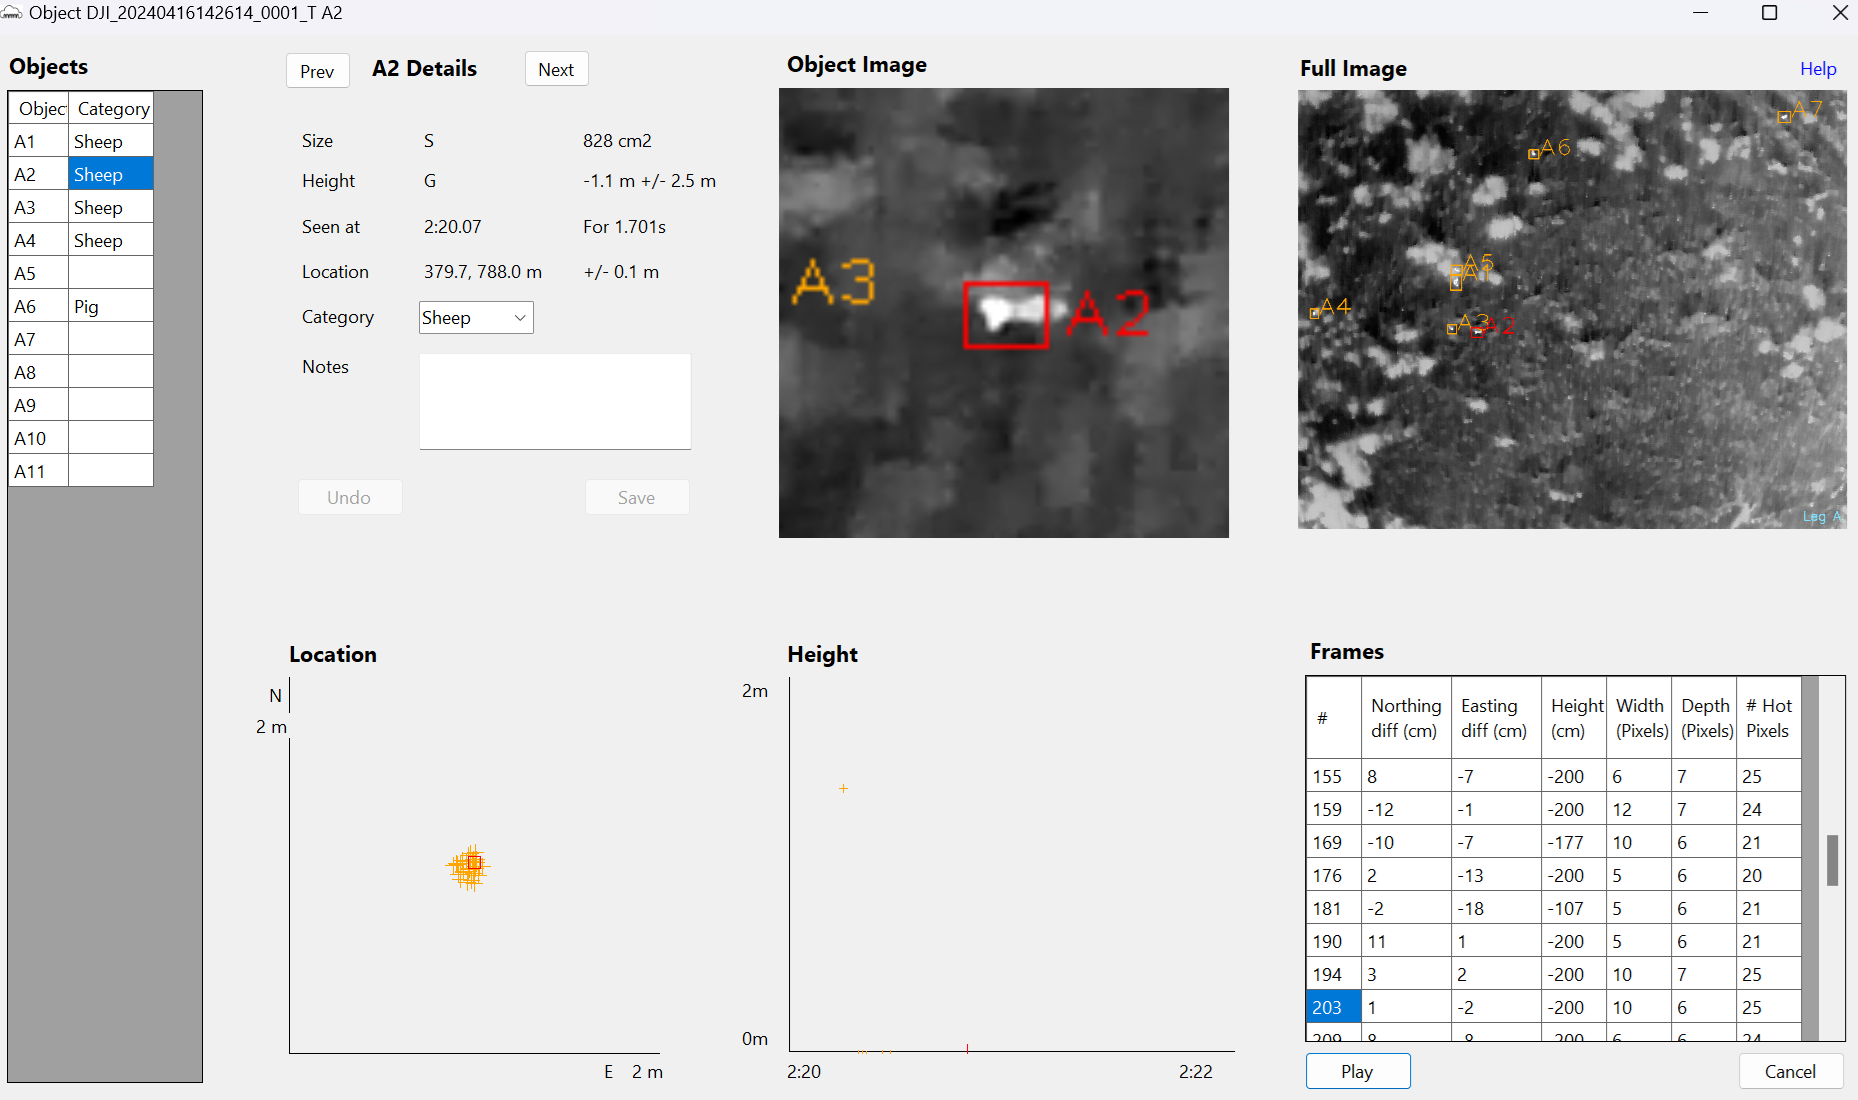 Object DJI_20240416142614_0001_T A2
Objects
Objec Category
A1 Sheep
A2 Sheep
A3 Sheep
A4 Sheep
A5
A6 Pig
A7
A8
A9
A10
A11
Prev A2 Details Next
Size S 828 cm2
Height G -1.1 m +/- 2.5 m
Seen at 2:20.07 For 1.701s
Location 379.7, 788.0 m +/- 0.1 m
Category Sheep
Notes
Undo Save
Object Image
A3
A2
Full Image Help
A7
A6
A5
A1
A4
A3
A2
Leg A
Location
N
2 m
E 2 m
Height
2m
0m
2:20 2:22
Frames
# Northing diff (cm) Easting diff (cm) Height (cm) Width (Pixels) Depth (Pixels) # Hot Pixels
155 8 -7 -200 6 7 25
159 -12 -1 -200 12 7 24
169 -10 -7 -177 10 6 21
176 2 -13 -200 5 6 20
181 -2 -18 -107 5 6 21
190 11 1 -200 5 6 21
194 3 2 -200 10 7 25
203 1 -2 -200 10 6 25
Play Cancel